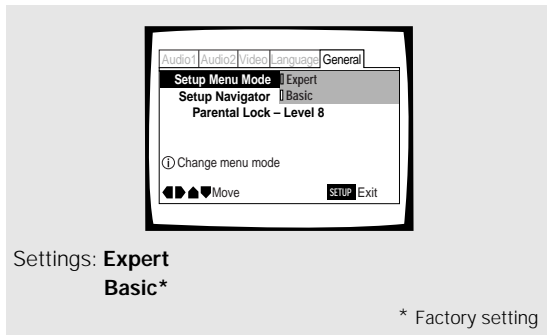 Audio1 Audio2 Video Language General
Setup Menu Mode Expert
Setup Navigator Basic
Parental Lock – Level 8
ⓘ Change menu mode
Move SETUP Exit
Settings: Expert
Basic*
* Factory setting